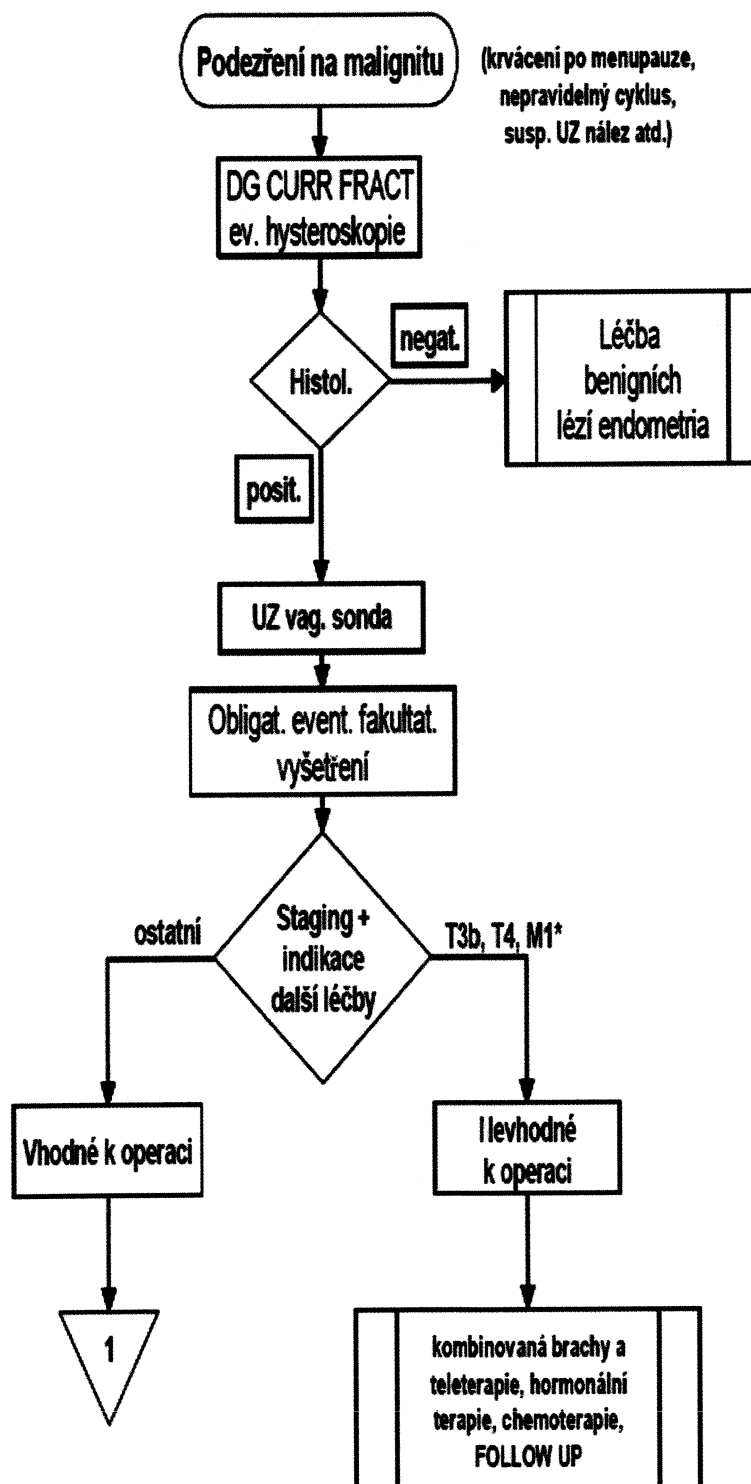 Podezření na malignitu
(krvácení po menupauze,
nepravidelný cyklus,
susp. UZ nález atd.)
DG CURR FRACT
ev. hysteroskopie
Histol.
negat.
Léčba
benigních
lézí endometria
posit.
UZ vag. sonda
Obligat. event. fakultat.
vyšetření
Staging +
indikace
další léčby
ostatní
T3b, T4, M1*
Vhodné k operaci
Nevhodné
k operaci
1
kombinovaná brachy a
teleterapie, hormonální
terapie, chemoterapie,
FOLLOW UP